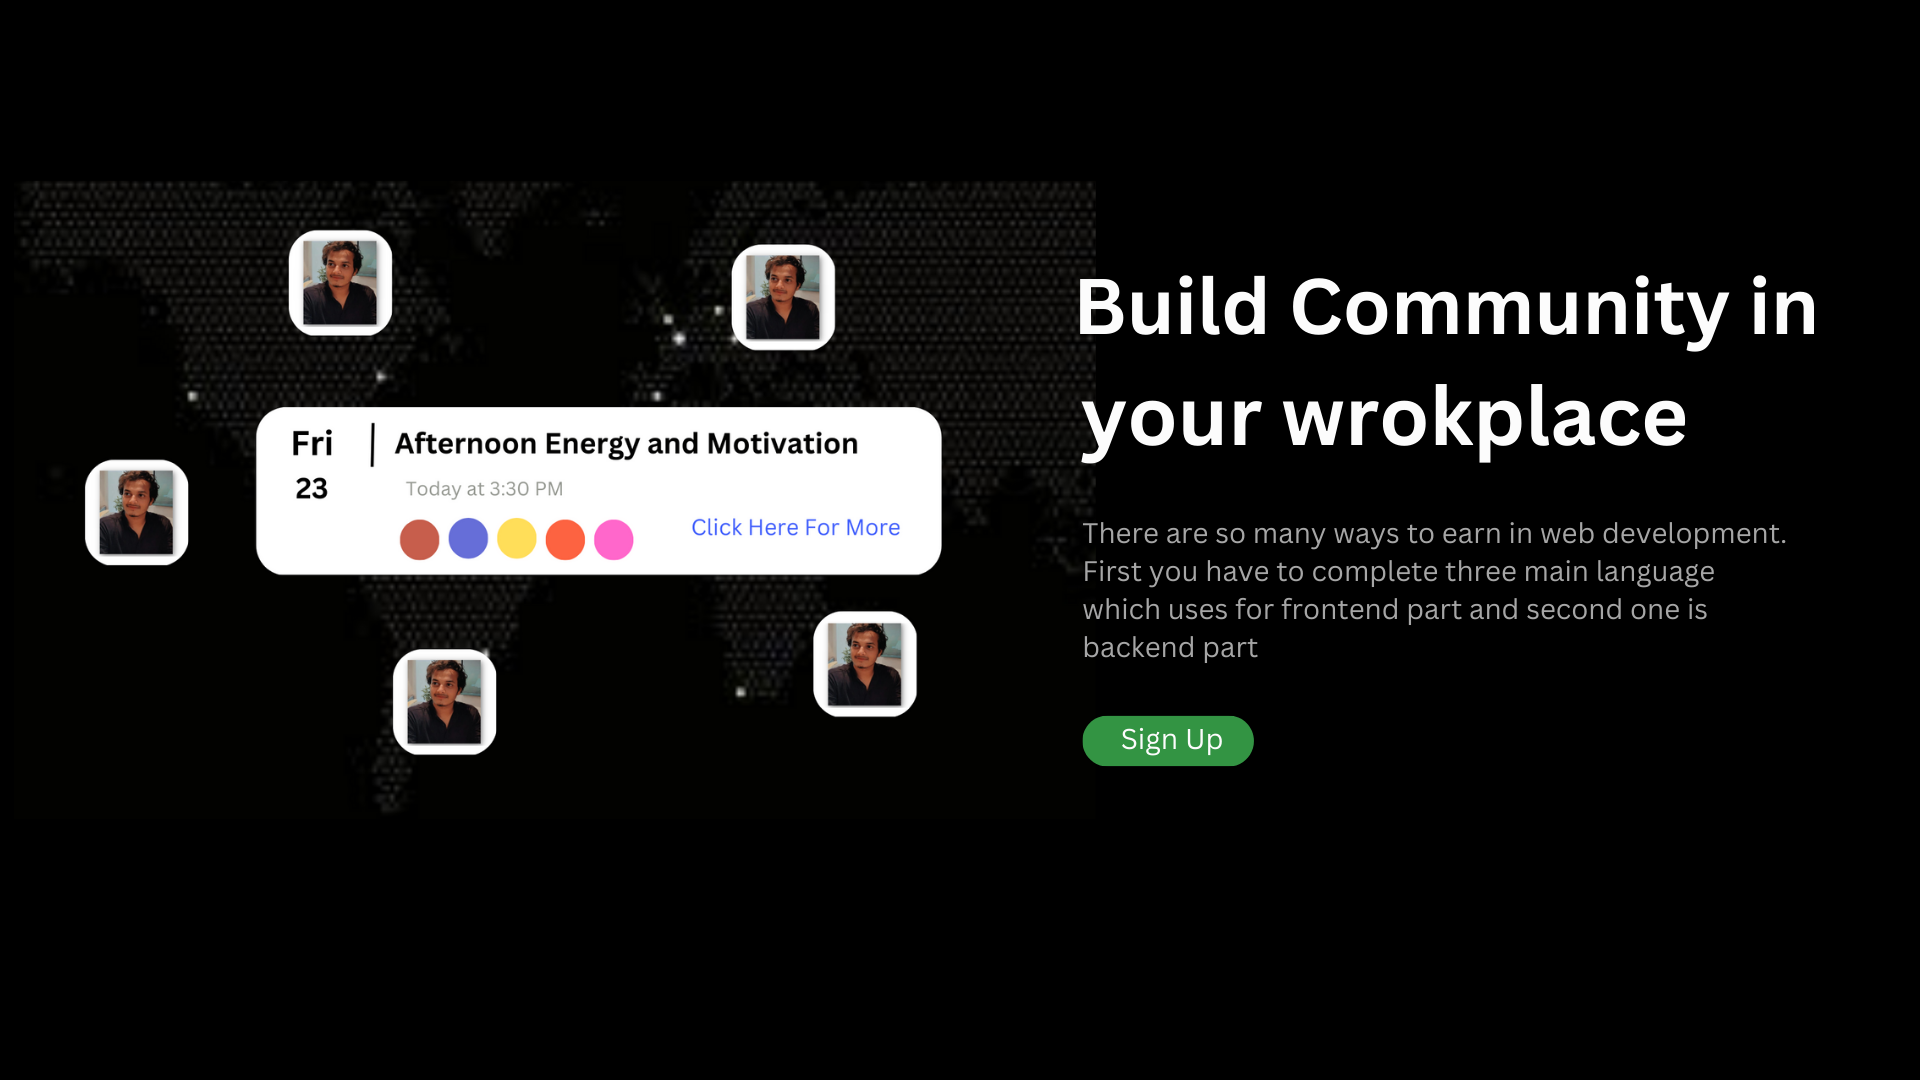 Fri
23
Afternoon Energy and Motivation
Today at 3:30 PM
Click Here For More
Build Community in
your wrokplace
There are so many ways to earn in web development.
First you have to complete three main language
which uses for frontend part and second one is
backend part
Sign Up